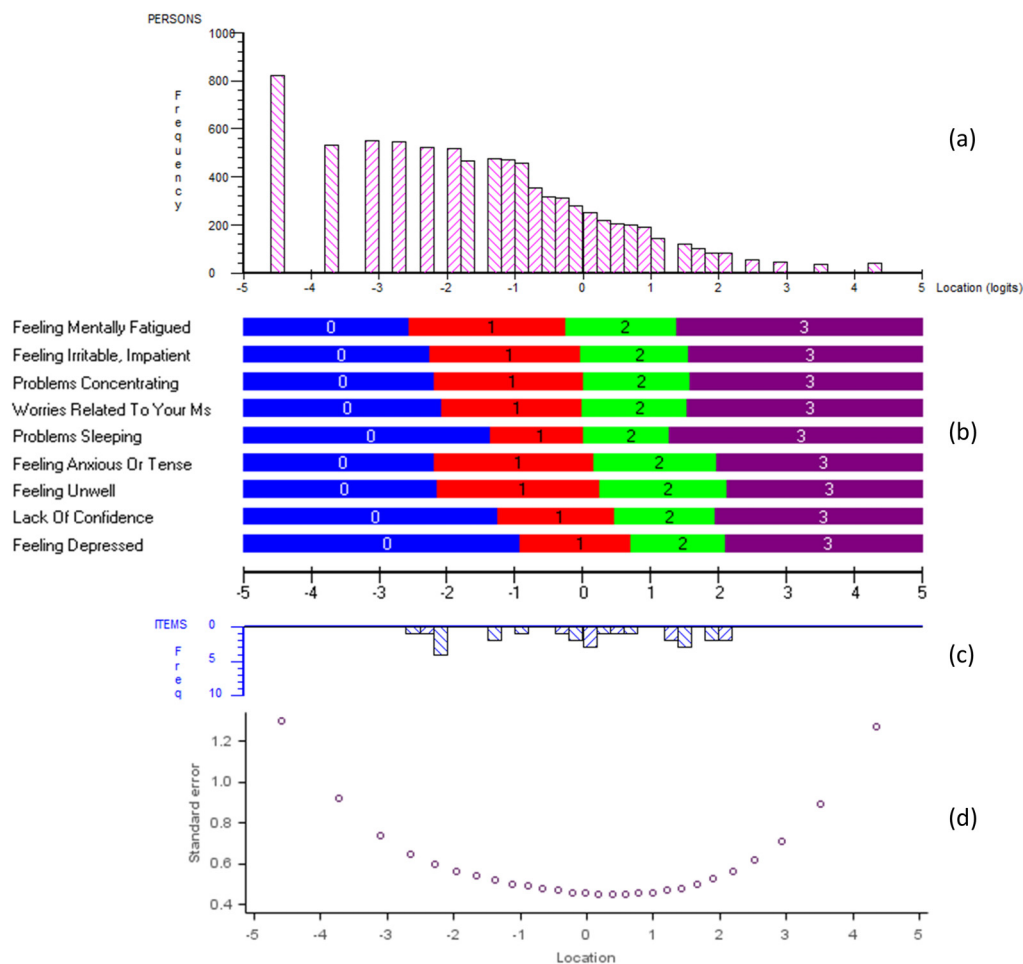 PERSONS
1000
800
600
400
200
0
Frequency
-5 -4 -3 -2 -1 0 1 2 3 4 5 Location (logits)
(a)
Feeling Mentally Fatigued 0 1 2 3
Feeling Irritable, Impatient 0 1 2 3
Problems Concentrating 0 1 2 3
Worries Related To Your Ms 0 1 2 3
Problems Sleeping 0 1 2 3
Feeling Anxious Or Tense 0 1 2 3
Feeling Unwell 0 1 2 3
Lack Of Confidence 0 1 2 3
Feeling Depressed 0 1 2 3
(b)
-5 -4 -3 -2 -1 0 1 2 3 4 5
ITEMS
0
5
10
Freq
(c)
1.2
1.0
0.8
0.6
0.4
Standard error
(d)
-5 -4 -3 -2 -1 0 1 2 3 4 5
Location